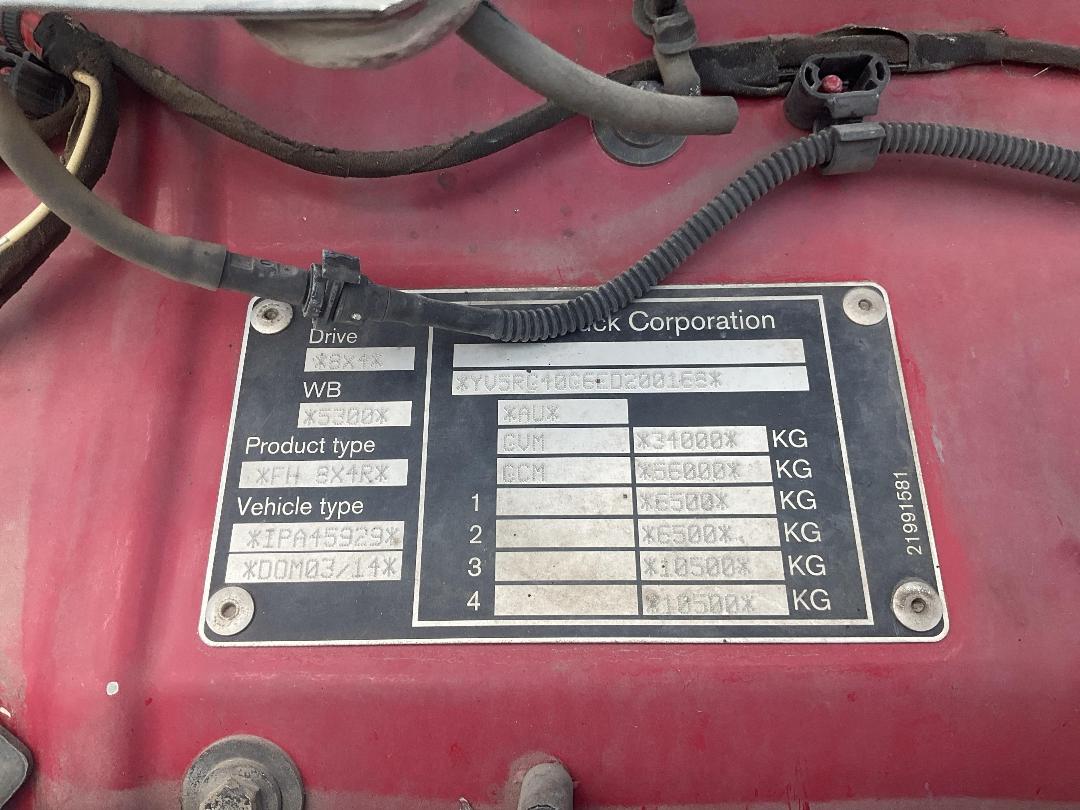 Drive
*8X4*
WB
*5300*
Product type
*FH 8X4R*
Vehicle type
*IPA45929*
*DOM03/14*
Corporation
*YV5RG40G6ED200168*
*AU*
GVM *34000* KG
GCM *56000* KG
1 *6500* KG
2 *6500* KG
3 *10500* KG
4 *10500* KG
21991581